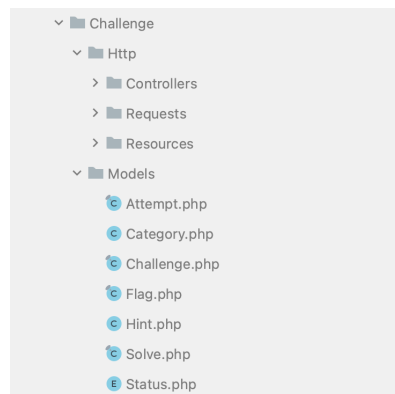 Challenge
Http
Controllers
Requests
Resources
Models
C Attempt.php
C Category.php
C Challenge.php
C Flag.php
C Hint.php
C Solve.php
E Status.php